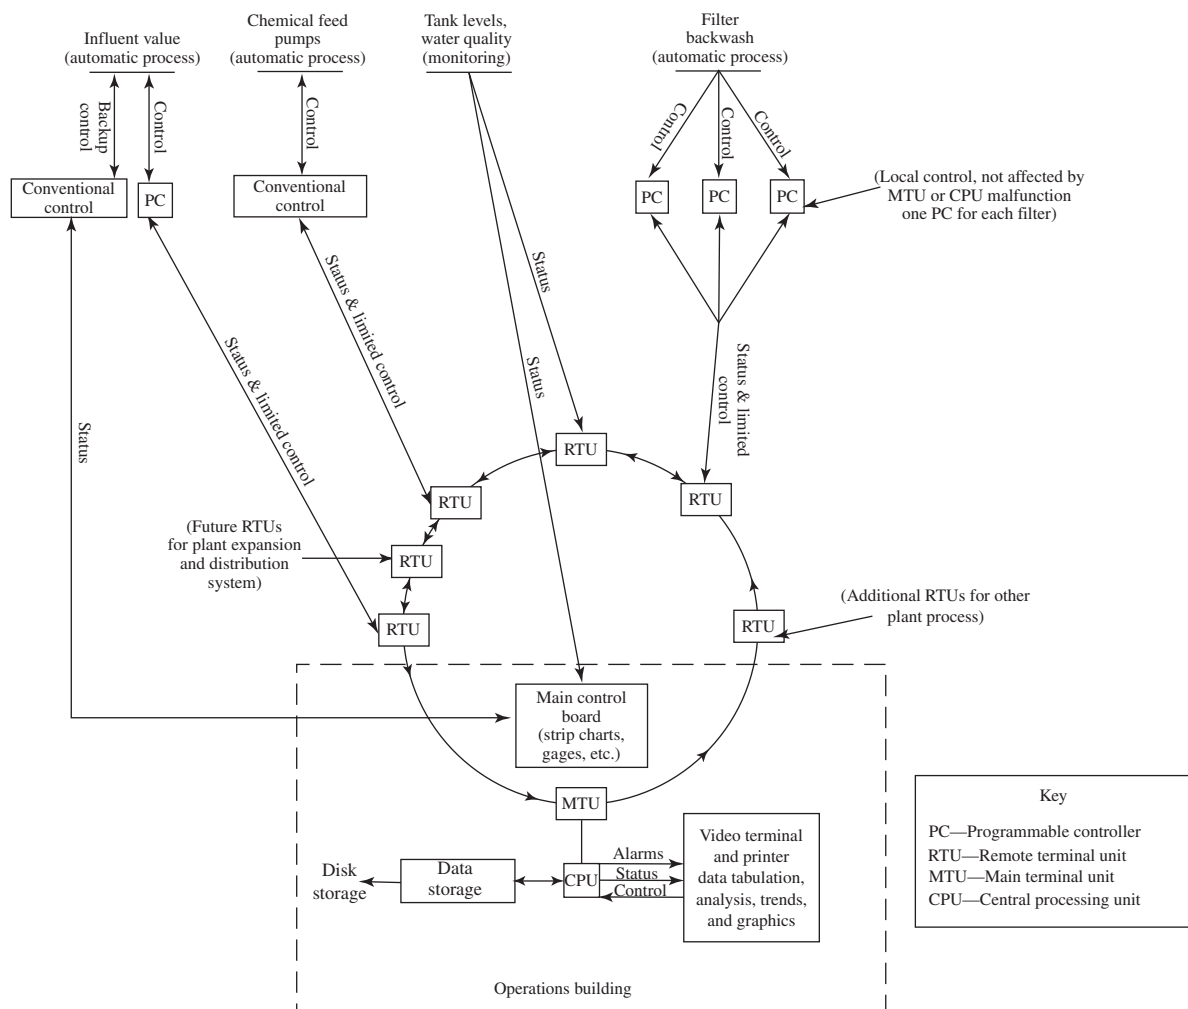 Influent value
(automatic process)
Chemical feed
pumps
(automatic process)
Tank levels,
water quality
(monitoring)
Filter
backwash
(automatic process)
Backup
control
Control
Control
Control
Control
Control
Conventional
control
PC
Conventional
control
PC
PC
PC
(Local control, not affected by
MTU or CPU malfunction
one PC for each filter)
Status
Status & limited control
Status & limited control
Status
Status
Status & limited
control
RTU
RTU
RTU
(Future RTUs
for plant expansion
and distribution
system)
RTU
RTU
RTU
(Additional RTUs for other
plant process)
Main control
board
(strip charts,
gages, etc.)
MTU
Disk
storage
Data
storage
CPU
Alarms
Status
Control
Video terminal
and printer
data tabulation,
analysis, trends,
and graphics
Operations building
Key
PC—Programmable controller
RTU—Remote terminal unit
MTU—Main terminal unit
CPU—Central processing unit